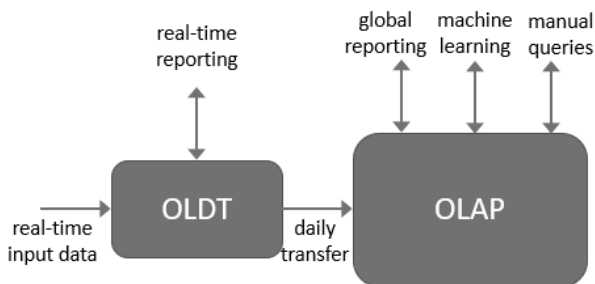 real-time
reporting
global
reporting
machine
learning
manual
queries
OLDT
OLAP
real-time
input data
daily
transfer